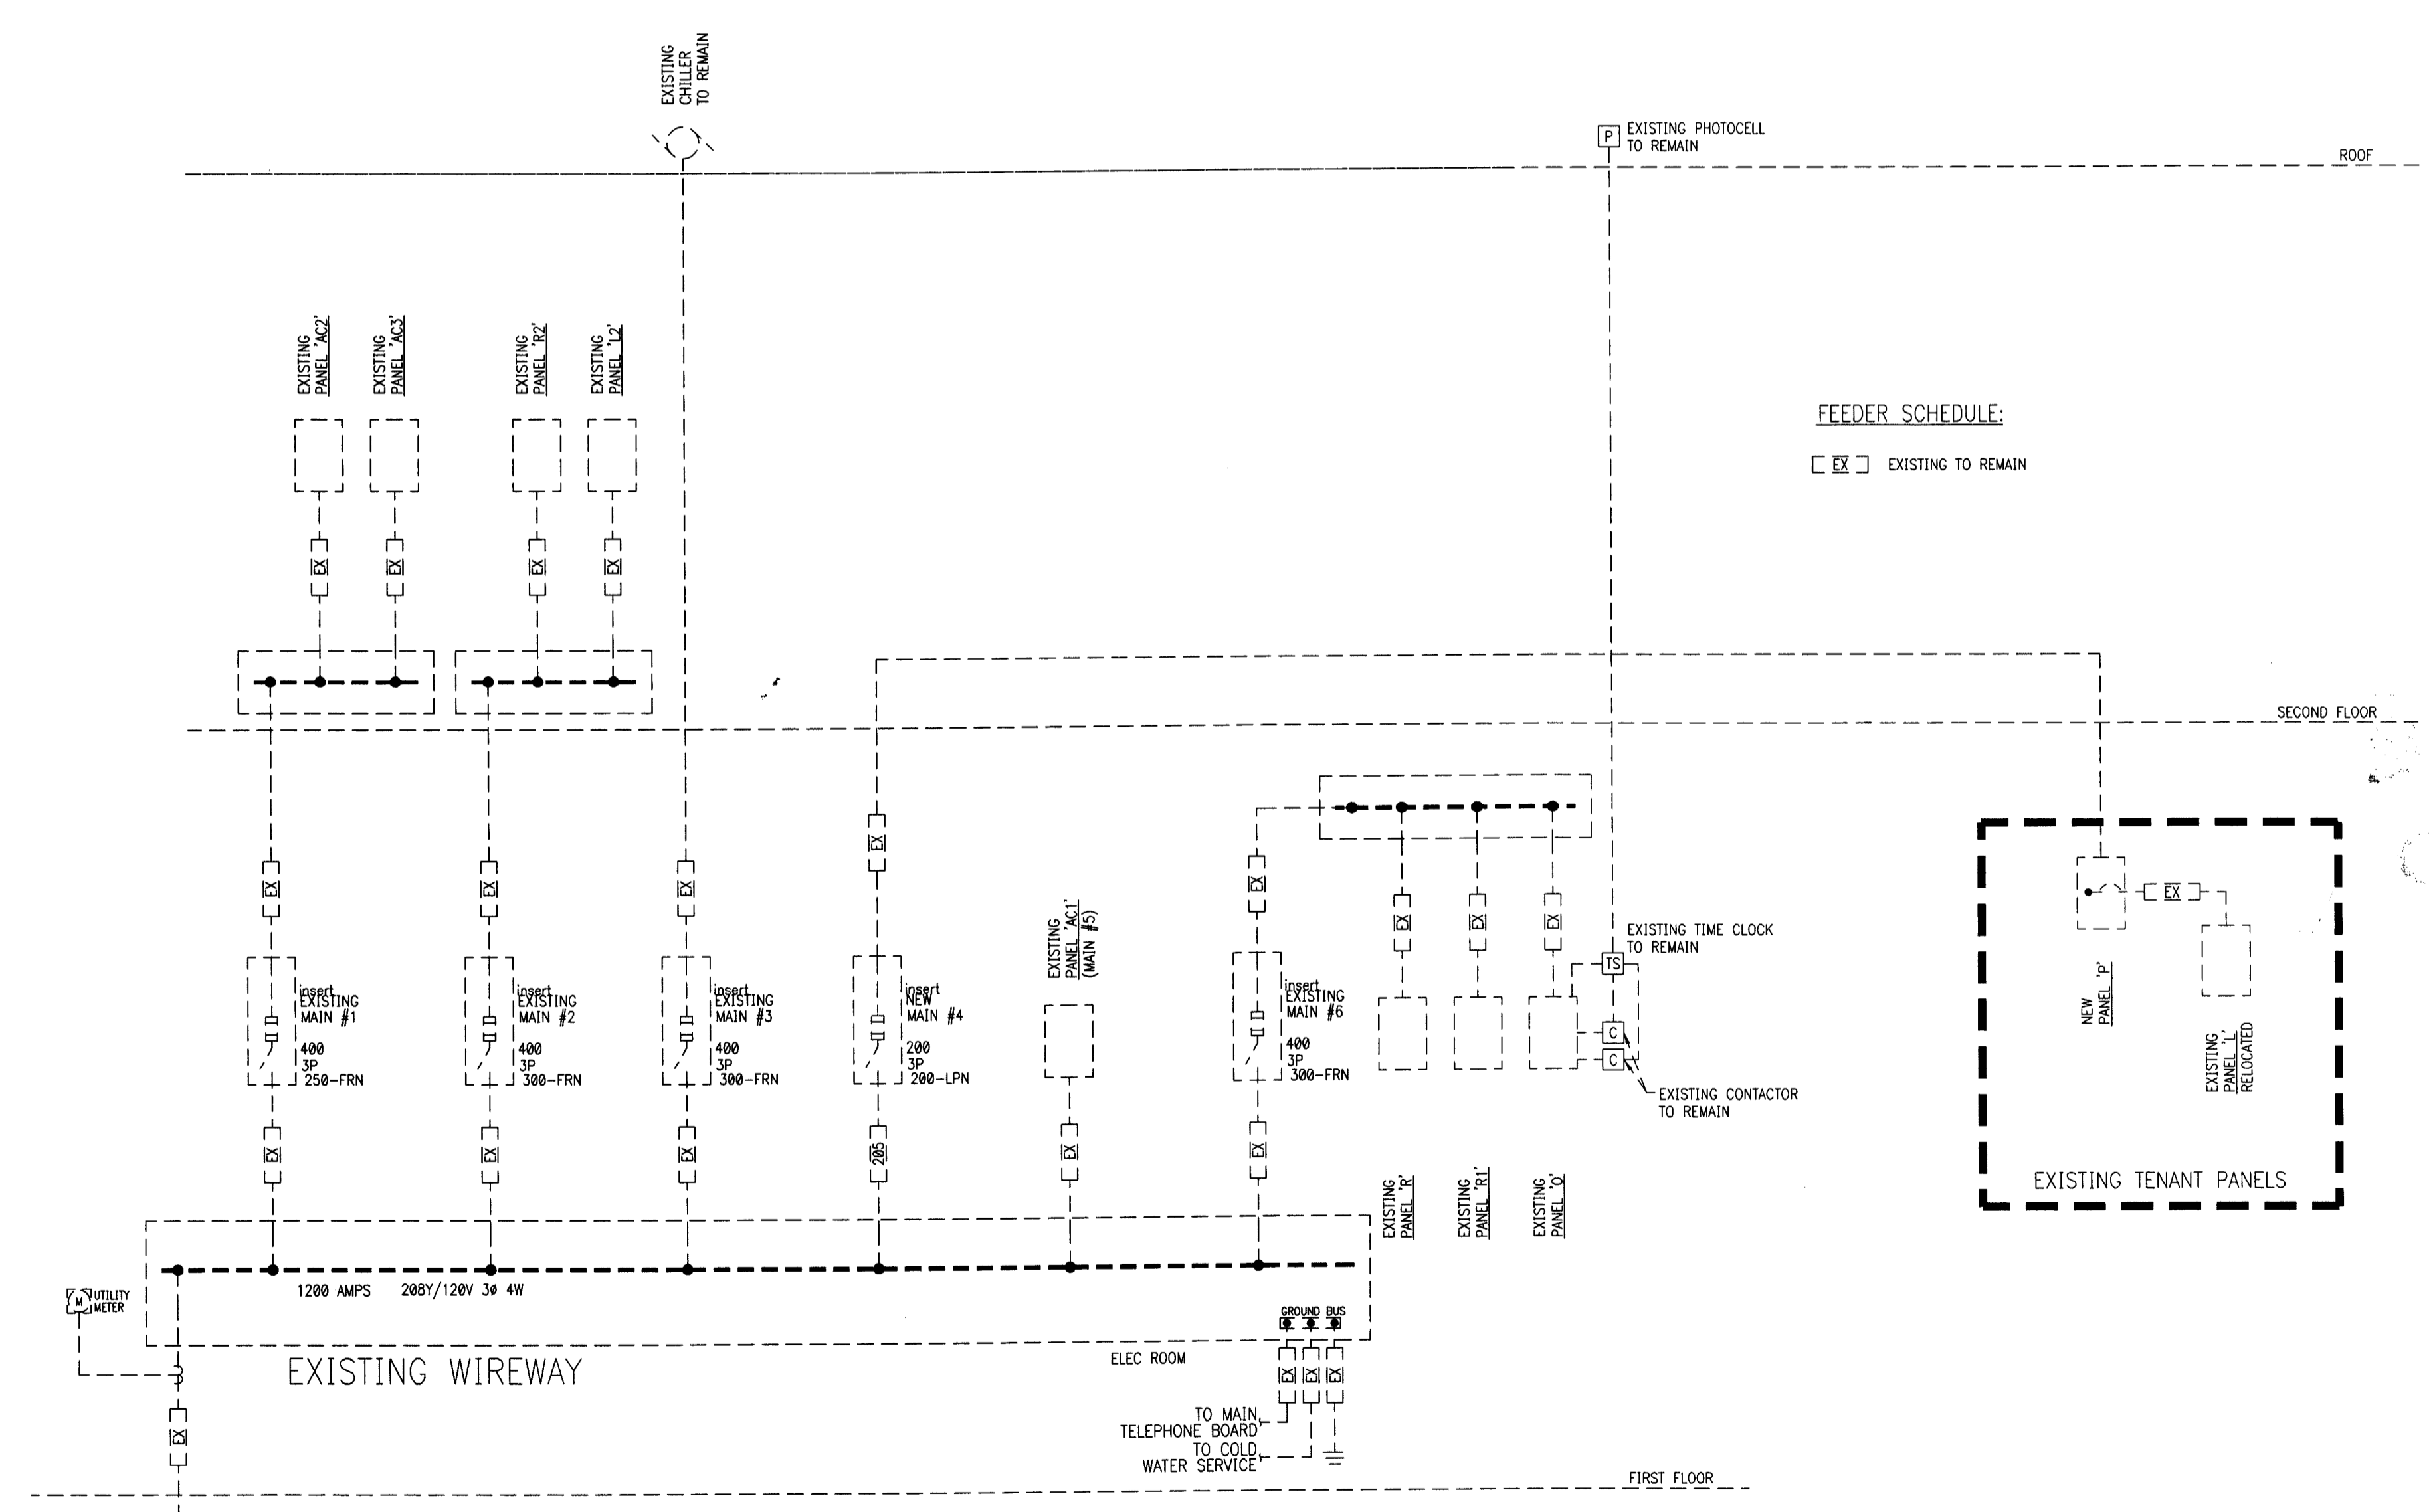 EXISTING
CHILLER
TO REMAIN
P
EXISTING PHOTOCELL
TO REMAIN
ROOF
EXISTING
PANEL 'AC2'
EXISTING
PANEL 'AC3'
EXISTING
PANEL 'R2'
EXISTING
PANEL 'L2'
FEEDER SCHEDULE:
EX EXISTING TO REMAIN
EX
EX
EX
EX
SECOND FLOOR
EX
EX
EX
EX
EX
EX
EX
EX
EX
EXISTING
PANEL 'AC1'
(MAIN #5)
EXISTING TIME CLOCK
TO REMAIN
TS
C
C
EXISTING CONTACTOR
TO REMAIN
insert
EXISTING
MAIN #1
400
3P
250-FRN
insert
EXISTING
MAIN #2
400
3P
300-FRN
insert
EXISTING
MAIN #3
400
3P
300-FRN
insert
NEW
MAIN #4
200
3P
200-LPN
insert
EXISTING
MAIN #6
400
3P
300-FRN
NEW
PANEL 'P'
EXISTING
PANEL 'L'
RELOCATED
EXISTING TENANT PANELS
EX
EX
EX
205
EX
EX
EXISTING
PANEL 'R'
EXISTING
PANEL 'R1'
EXISTING
PANEL 'O'
M
UTILITY
METER
1200 AMPS 208Y/120V 3ø 4W
GROUND BUS
EXISTING WIREWAY
ELEC ROOM
EX
EX
EX
EX
TO MAIN
TELEPHONE BOARD
TO COLD
WATER SERVICE
FIRST FLOOR